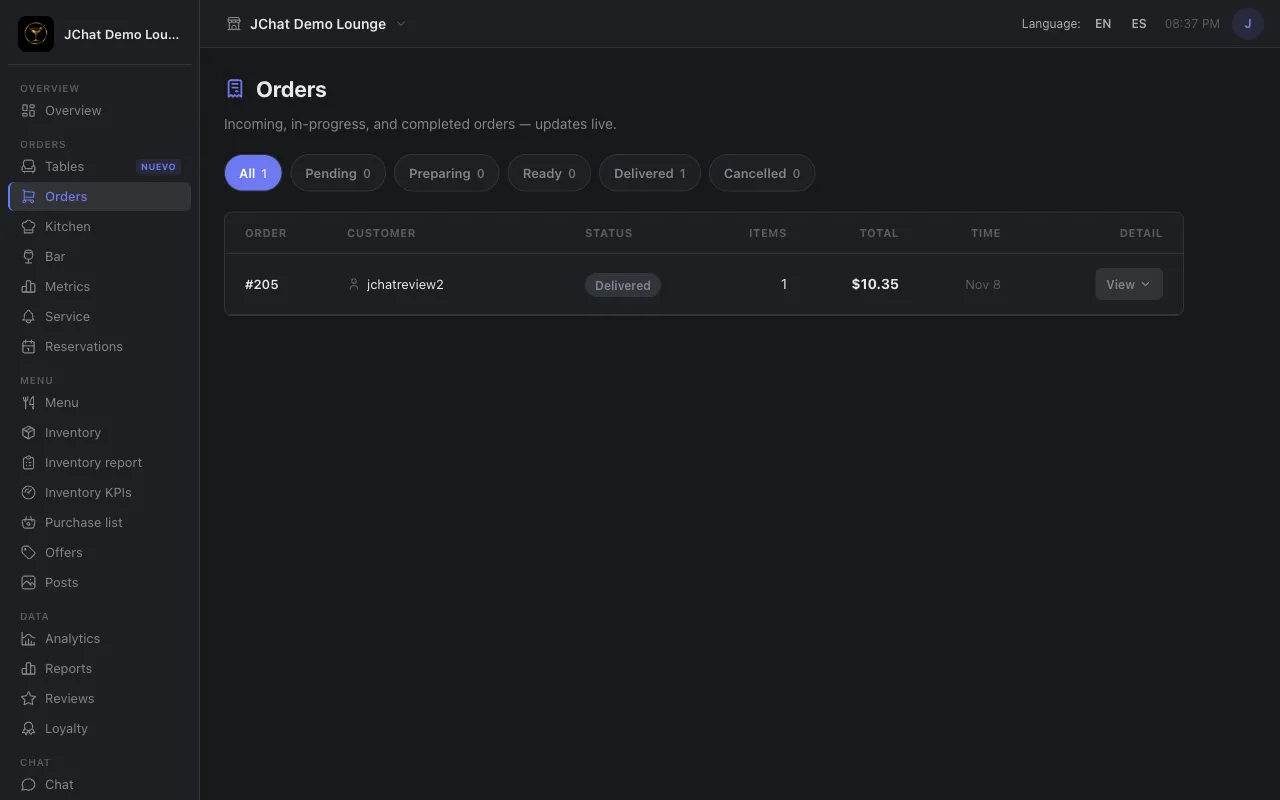 JChat Demo Lou...
JChat Demo Lounge
Language: EN ES 08:37 PM J
OVERVIEW
Overview
ORDERS
Tables NUEVO
Orders
Kitchen
Bar
Metrics
Service
Reservations
MENU
Menu
Inventory
Inventory report
Inventory KPIs
Purchase list
Offers
Posts
DATA
Analytics
Reports
Reviews
Loyalty
CHAT
Chat
Orders
Incoming, in-progress, and completed orders — updates live.
All 1 Pending 0 Preparing 0 Ready 0 Delivered 1 Cancelled 0
ORDER CUSTOMER STATUS ITEMS TOTAL TIME DETAIL
#205 jchatreview2 Delivered 1 $10.35 Nov 8 View